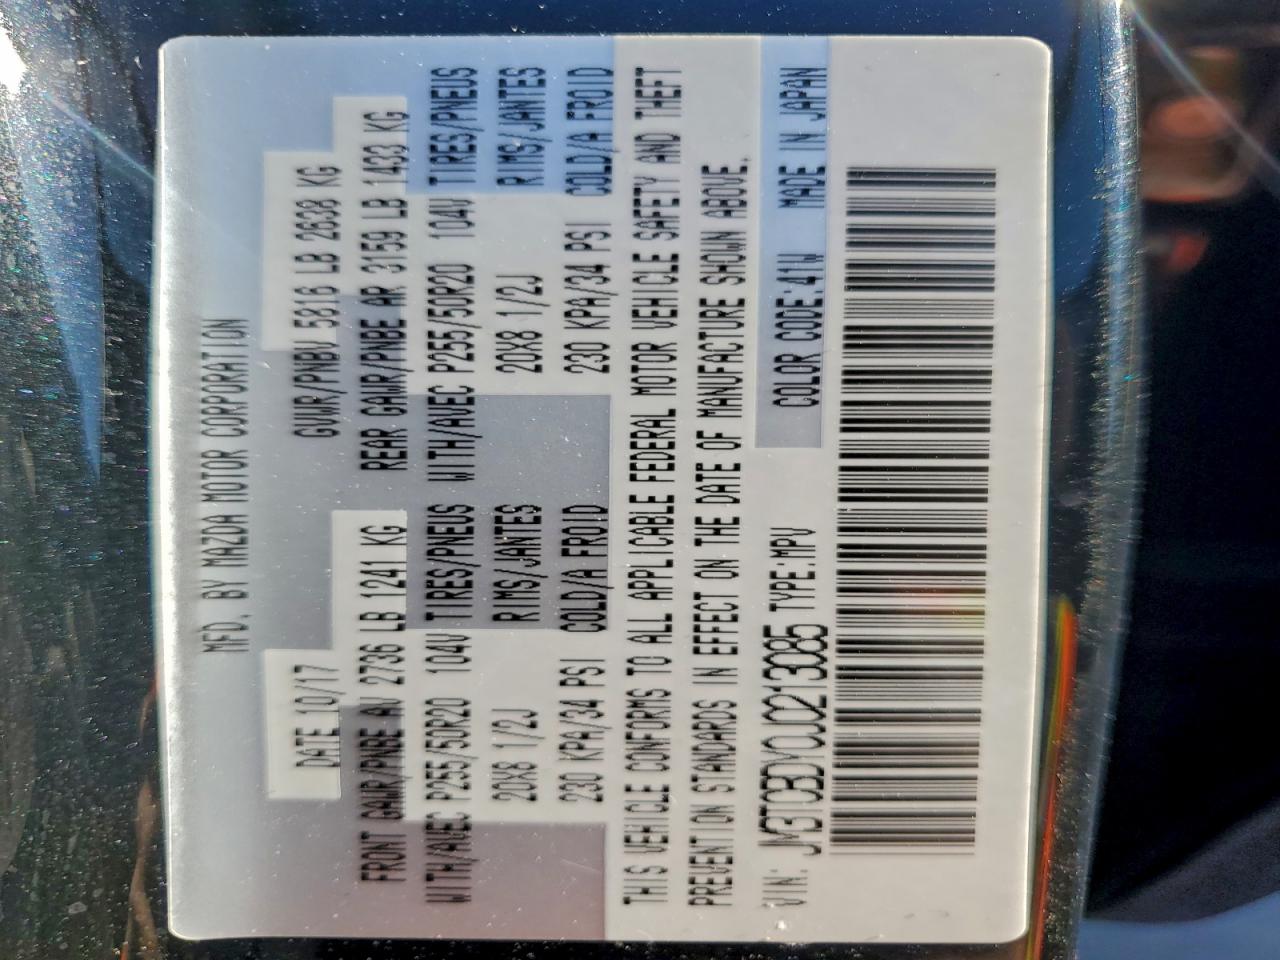 MFD. BY MAZDA MOTOR CORPORATION
DATE 10/17 GVWR/PNBV 5816 LB 2638 KG
FRONT GAWR/PNBE AV 2736 LB 1241 KG REAR GAWR/PNBE AR 3159 LB 1433 KG
WITH/AVEC P255/50R20 104V TIRES/PNEUS WITH/AVEC P255/50R20 104V TIRES/PNEUS
20X8 1/2J RIMS/JANTES 20X8 1/2J RIMS/JANTES
230 KPA/34 PSI COLD/A FROID 230 KPA/34 PSI COLD/A FROID
THIS VEHICLE CONFORMS TO ALL APPLICABLE FEDERAL MOTOR VEHICLE SAFETY AND THEFT
PREVENTION STANDARDS IN EFFECT ON THE DATE OF MANUFACTURE SHOWN ABOVE.
VIN: JM3TCBDY0J0213085 TYPE:MPV COLOR CODE:41W MADE IN JAPAN